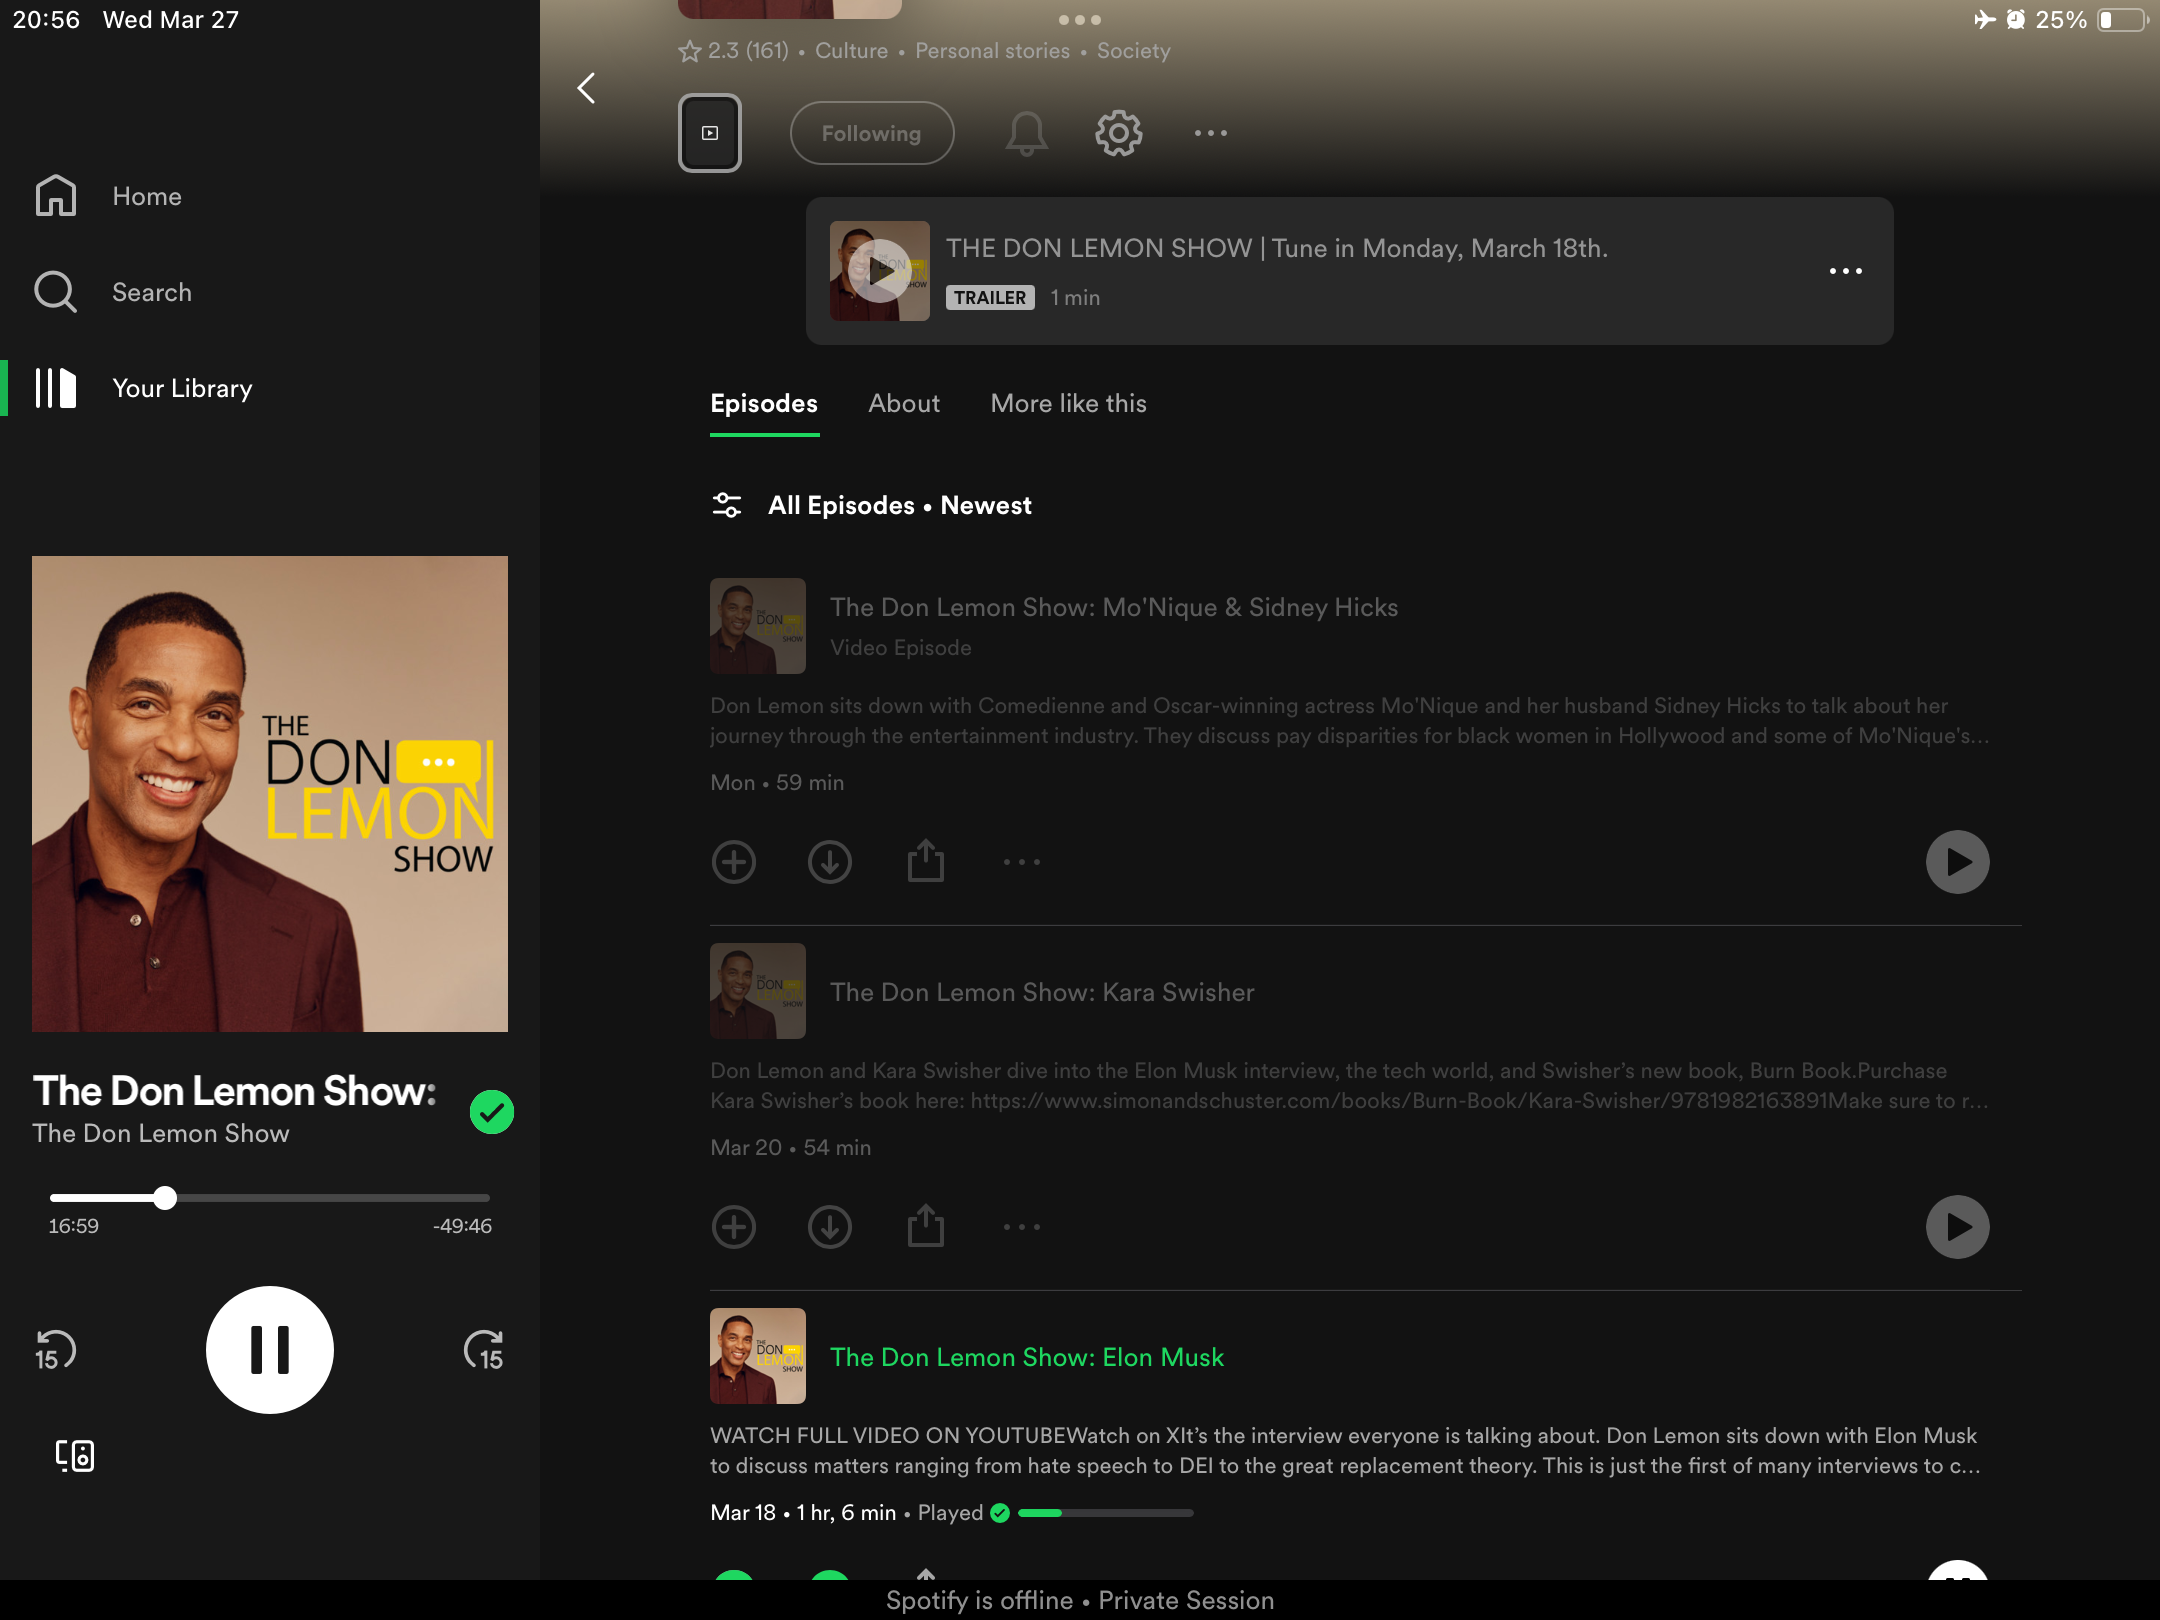 20:56 Wed Mar 27
25%
Home
Search
Your Library
THE
DON
LEMON
SHOW
The Don Lemon Show:
The Don Lemon Show
16:59
-49:46
15
15
2.3 (161) • Culture • Personal stories • Society
Following
THE DON LEMON SHOW | Tune in Monday, March 18th.
TRAILER 1 min
Episodes About More like this
All Episodes • Newest
The Don Lemon Show: Mo'Nique & Sidney Hicks
Video Episode
Don Lemon sits down with Comedienne and Oscar-winning actress Mo'Nique and her husband Sidney Hicks to talk about her
journey through the entertainment industry. They discuss pay disparities for black women in Hollywood and some of Mo'Nique's...
Mon • 59 min
The Don Lemon Show: Kara Swisher
Don Lemon and Kara Swisher dive into the Elon Musk interview, the tech world, and Swisher’s new book, Burn Book.Purchase
Kara Swisher’s book here: https://www.simonandschuster.com/books/Burn-Book/Kara-Swisher/9781982163891Make sure to r...
Mar 20 • 54 min
THE
DON
LEMON
SHOW
The Don Lemon Show: Elon Musk
WATCH FULL VIDEO ON YOUTUBEWatch on XIt’s the interview everyone is talking about. Don Lemon sits down with Elon Musk
to discuss matters ranging from hate speech to DEI to the great replacement theory. This is just the first of many interviews to c...
Mar 18 • 1 hr, 6 min • Played
Spotify is offline • Private Session